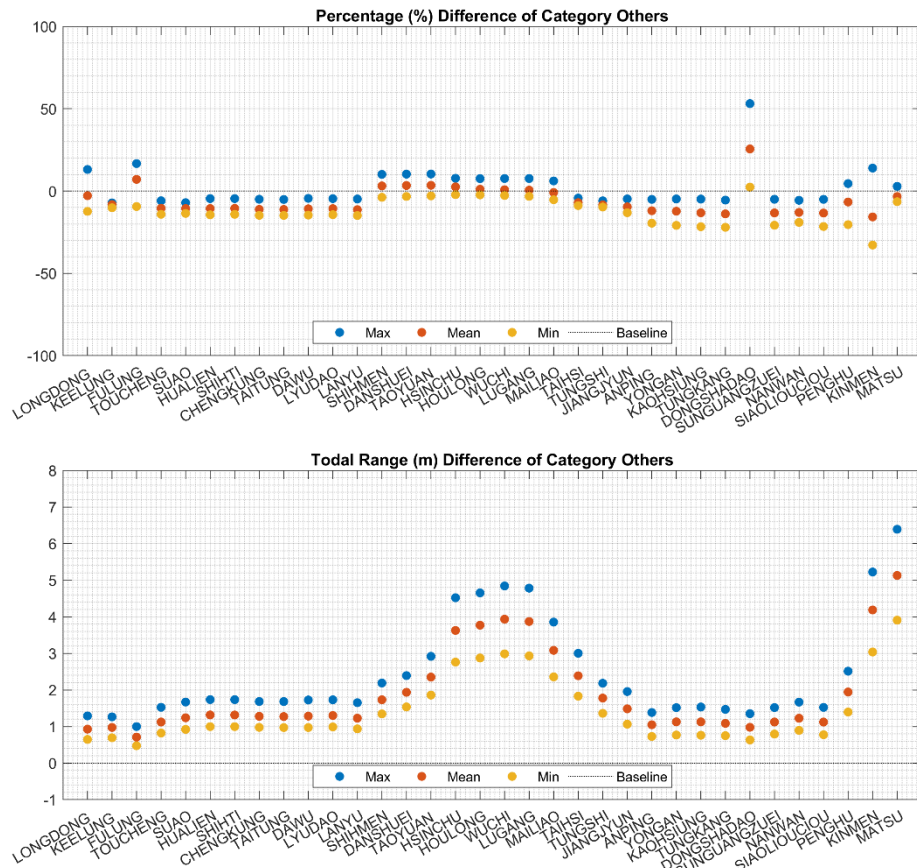 Percentage (%) Difference of Category Others
100
50
0
-50
-100
Max Mean Min Baseline
LONGDONG KEELUNG FULUNG TOUCHENG SUAO HUALIEN SHIHTI CHENGKUNG TAITUNG DAWU LYUDAO LANYU SHIHMEN DANSHUEI TAOYUAN HSINCHU HOULONG WUCHI LUGANG MAILIAO TAIHSI TUNGSHI JIANGJYUN ANPING YONGAN KAOHSIUNG TUNGKANG DONGSHADAO SUNGUANGZUEI NANWAN SIAOLIOUCIOU PENGHU KINMEN MATSU
Todal Range (m) Difference of Category Others
8
7
6
5
4
3
2
1
0
-1
Max Mean Min Baseline
LONGDONG KEELUNG FULUNG TOUCHENG SUAO HUALIEN SHIHTI CHENGKUNG TAITUNG DAWU LYUDAO LANYU SHIHMEN DANSHUEI TAOYUAN HSINCHU HOULONG WUCHI LUGANG MAILIAO TAIHSI TUNGSHI JIANGJYUN ANPING YONGAN KAOHSIUNG TUNGKANG DONGSHADAO SUNGUANGZUEI NANWAN SIAOLIOUCIOU PENGHU KINMEN MATSU